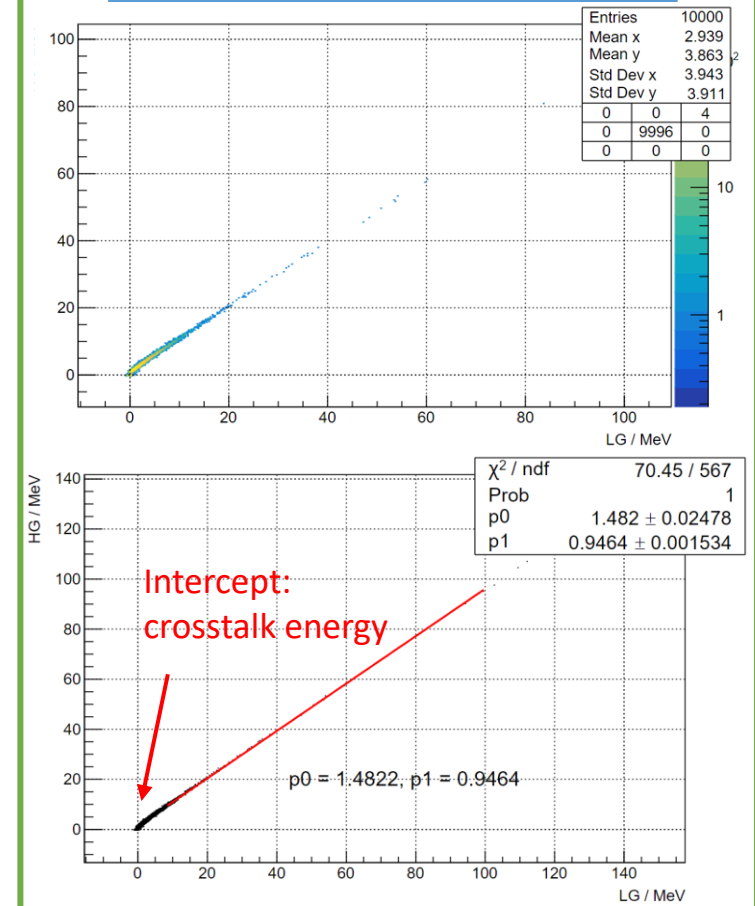 Entries 10000
Mean x 2.939
Mean y 3.863
Std Dev x 3.943
Std Dev y 3.911
0 0 4
0 9996 0
0 0 0
100
80
60
40
20
0
0 20 40 60 80 100
LG / MeV
2
10
1
χ² / ndf 70.45 / 567
Prob 1
p0 1.482 ± 0.02478
p1 0.9464 ± 0.001534
HG / MeV
140
120
100
80
60
40
20
0
Intercept:
crosstalk energy
p0 = 1.4822, p1 = 0.9464
0 20 40 60 80 100 120 140
LG / MeV